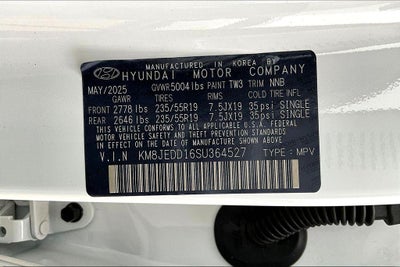 MANUFACTURED IN KOREA BY
HYUNDAI MOTOR COMPANY
MAY/2025 GVWR 5004 lbs PAINT TW3 TRIM NNB
GAWR TIRES RIMS COLD TIRE INFL
FRONT 2778 lbs 235/55R19 7.5JX19 35psi SINGLE
REAR 2646 lbs 235/55R19 7.5JX19 35psi SINGLE
THIS VEHICLE CONFORMS TO ALL APPLICABLE
FEDERAL MOTOR VEHICLE SAFETY AND THEFT PREVENTION
STANDARDS IN EFFECT ON THE DATE OF MANUFACTURE SHOWN ABOVE.
V.I.N KM8JEDD16SU364527 TYPE : MPV